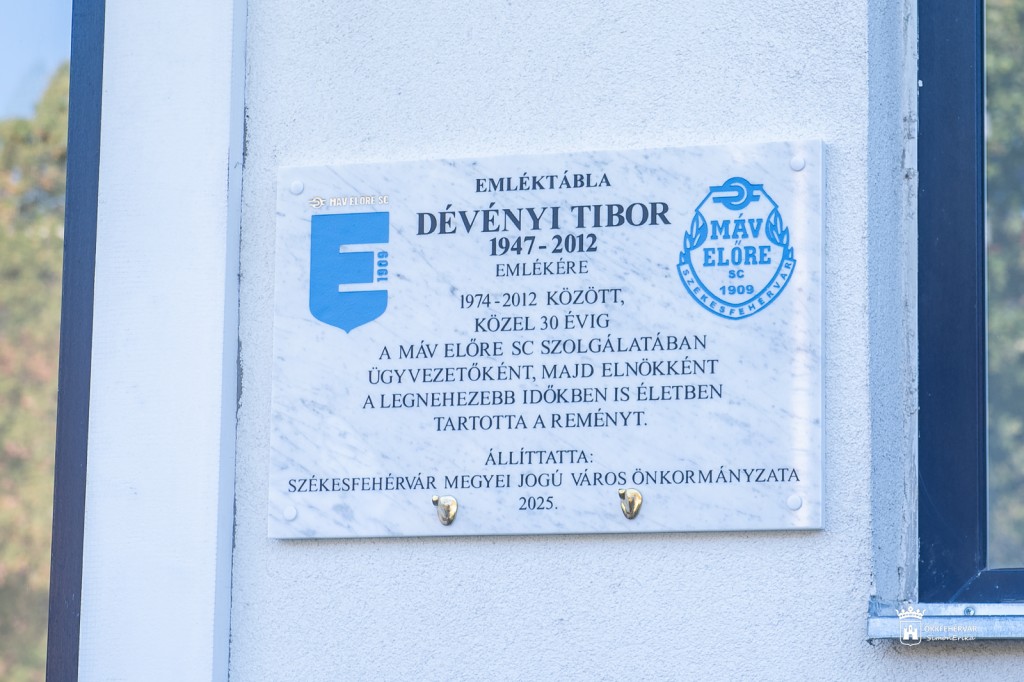 EMLÉKTÁBLA
MÁV ELŐRE SC
1909
DÉVÉNYI TIBOR
1947-2012
EMLÉKÉRE
MÁV
ELŐRE
SC
1909
SZÉKESFEHÉRVÁR
1974-2012 KÖZÖTT,
KÖZEL 30 ÉVIG
A MÁV ELŐRE SC SZOLGÁLATÁBAN
ÜGYVEZETŐKÉNT, MAJD ELNÖKKÉNT
A LEGNEHEZEBB IDŐKBEN IS ÉLETBEN
TARTOTTA A REMÉNYT.
ÁLLÍTTATTA:
SZÉKESFEHÉRVÁR MEGYEI JOGÚ VÁROS ÖNKORMÁNYZATA
2025.
ÖKKFEHÉRVÁR
SimonErika